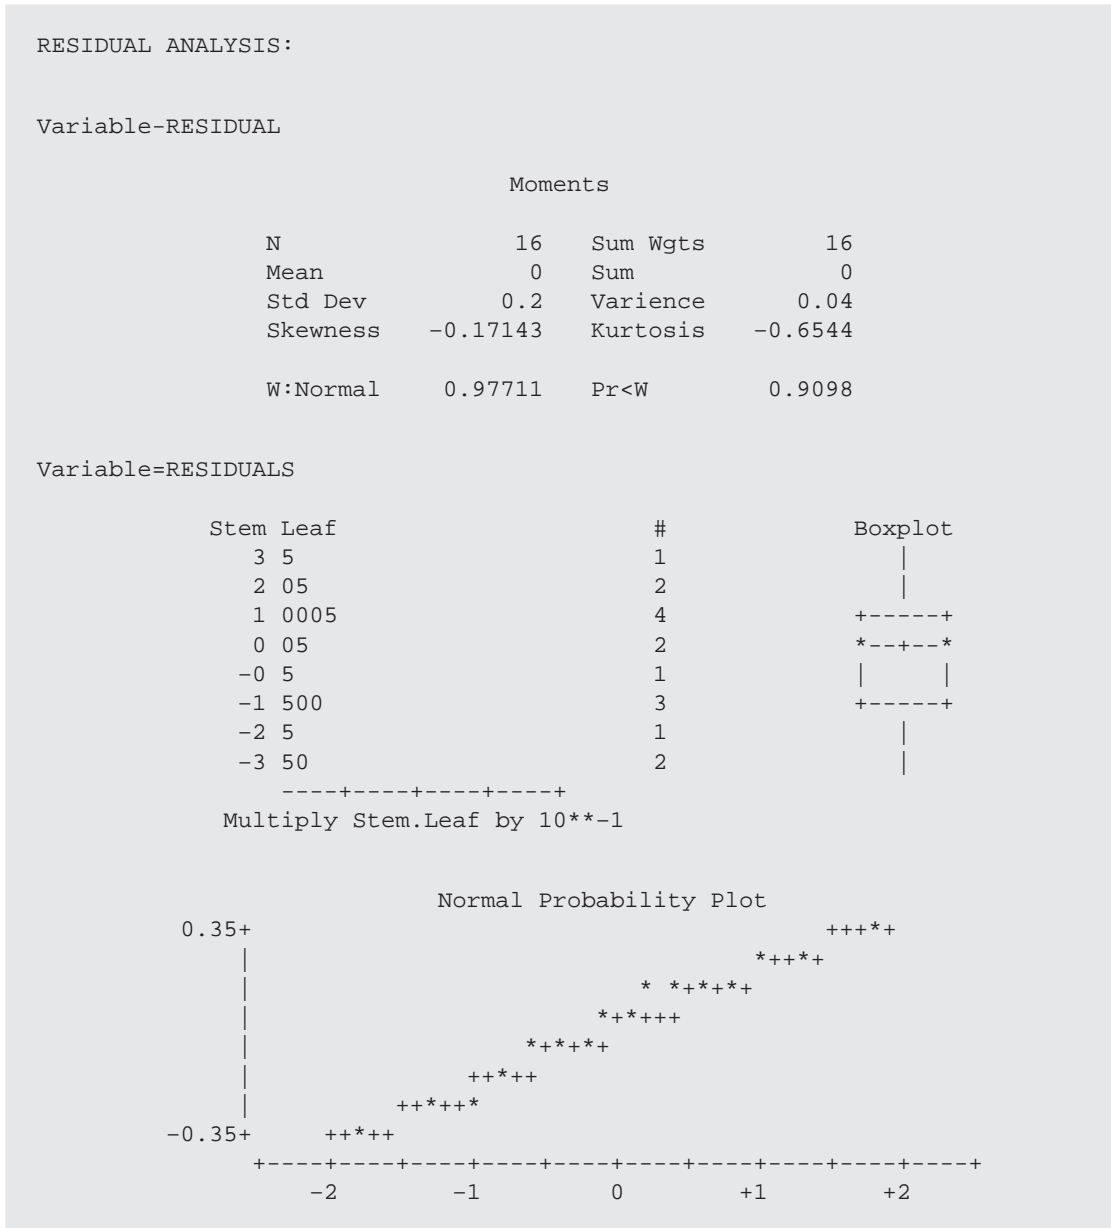 RESIDUAL ANALYSIS:
Variable-RESIDUAL
Moments
N 16 Sum Wgts 16
Mean 0 Sum 0
Std Dev 0.2 Varience 0.04
Skewness −0.17143 Kurtosis −0.6544
W:Normal 0.97711 Pr<W 0.9098
Variable=RESIDUALS
Stem Leaf # Boxplot
3 5 1 |
2 05 2 |
1 0005 4 +-----+
0 05 2 *--+--*
−0 5 1 | |
−1 500 3 +-----+
−2 5 1 |
−3 50 2 |
----+----+----+----+
Multiply Stem.Leaf by 10**−1
Normal Probability Plot
0.35+ +++*+
| *++*+
| * *+*+*+
| *+*+++
| *+*+*+
| ++*++
| ++*++*
−0.35+ ++*++
+----+----+----+----+----+----+----+----+----+----+
−2 −1 0 +1 +2